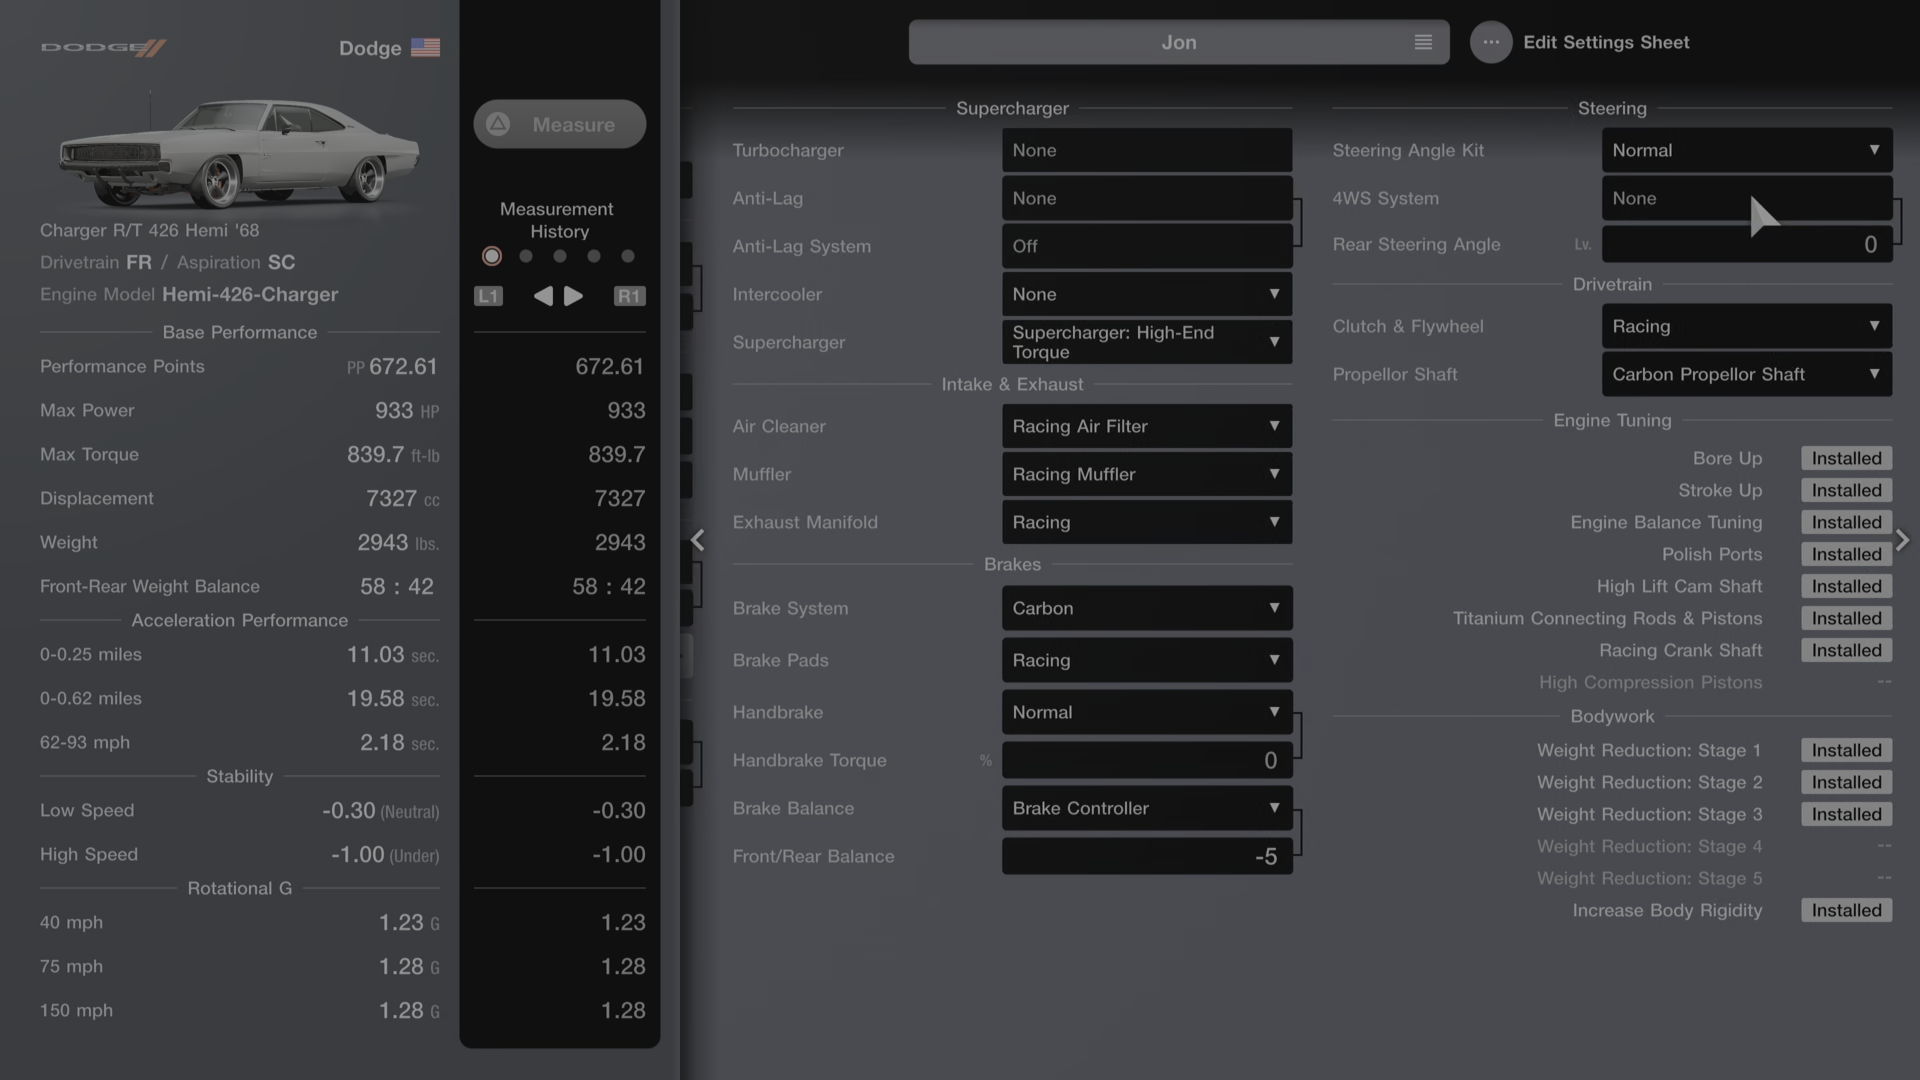 DODGE
Dodge
Charger R/T 426 Hemi '68
Drivetrain FR / Aspiration SC
Engine Model Hemi-426-Charger
Base Performance
Performance Points PP 672.61
Max Power 933 HP
Max Torque 839.7 ft-lb
Displacement 7327 cc
Weight 2943 lbs.
Front-Rear Weight Balance 58 : 42
Acceleration Performance
0-0.25 miles 11.03 sec.
0-0.62 miles 19.58 sec.
62-93 mph 2.18 sec.
Stability
Low Speed -0.30 (Neutral)
High Speed -1.00 (Under)
Rotational G
40 mph 1.23 G
75 mph 1.28 G
150 mph 1.28 G
Measure
Measurement
History
L1 R1
672.61
933
839.7
7327
2943
58 : 42
11.03
19.58
2.18
-0.30
-1.00
1.23
1.28
1.28
Jon
Edit Settings Sheet
Supercharger
Turbocharger None
Anti-Lag None
Anti-Lag System Off
Intercooler None
Supercharger Supercharger: High-End
Torque
Intake & Exhaust
Air Cleaner Racing Air Filter
Muffler Racing Muffler
Exhaust Manifold Racing
Brakes
Brake System Carbon
Brake Pads Racing
Handbrake Normal
Handbrake Torque % 0
Brake Balance Brake Controller
Front/Rear Balance -5
Steering
Steering Angle Kit Normal
4WS System None
Rear Steering Angle Lv. 0
Drivetrain
Clutch & Flywheel Racing
Propellor Shaft Carbon Propellor Shaft
Engine Tuning
Bore Up Installed
Stroke Up Installed
Engine Balance Tuning Installed
Polish Ports Installed
High Lift Cam Shaft Installed
Titanium Connecting Rods & Pistons Installed
Racing Crank Shaft Installed
High Compression Pistons --
Bodywork
Weight Reduction: Stage 1 Installed
Weight Reduction: Stage 2 Installed
Weight Reduction: Stage 3 Installed
Weight Reduction: Stage 4 --
Weight Reduction: Stage 5 --
Increase Body Rigidity Installed